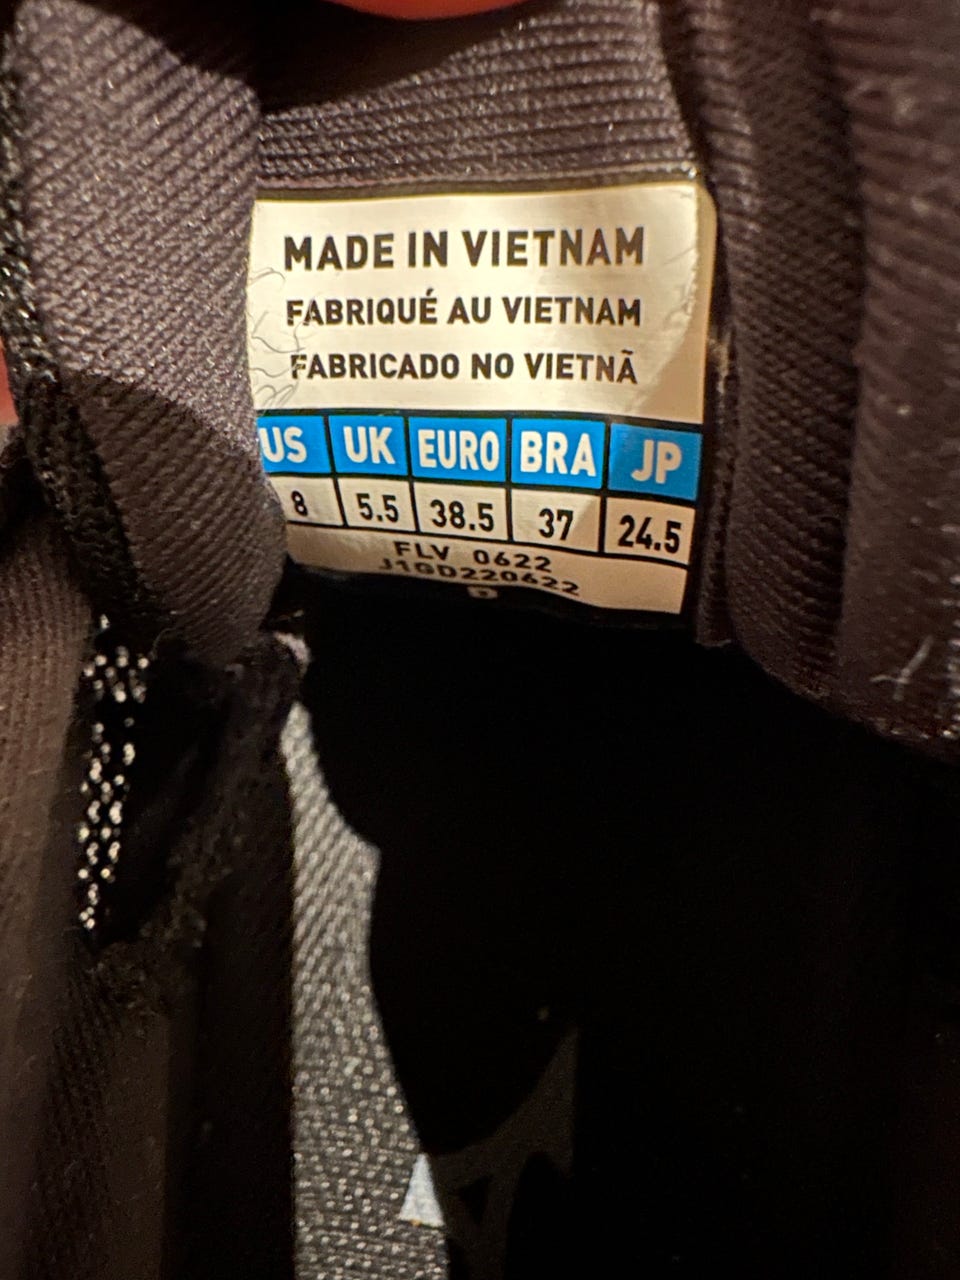 MADE IN VIETNAM
FABRIQUÉ AU VIETNAM
FABRICADO NO VIETNÃ
US UK EURO BRA JP
8 5.5 38.5 37 24.5
FLV 0622
J1GD220622